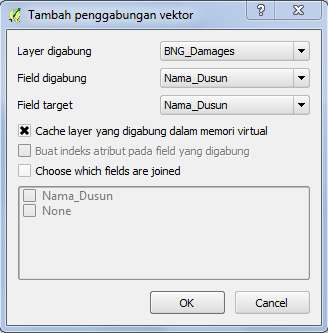 Tambah penggabungan vektor
Layer digabung BNG_Damages
Field digabung Nama_Dusun
Field target Nama_Dusun
Cache layer yang digabung dalam memori virtual
Buat indeks atribut pada field yang digabung
Choose which fields are joined
Nama_Dusun
None
OK Cancel